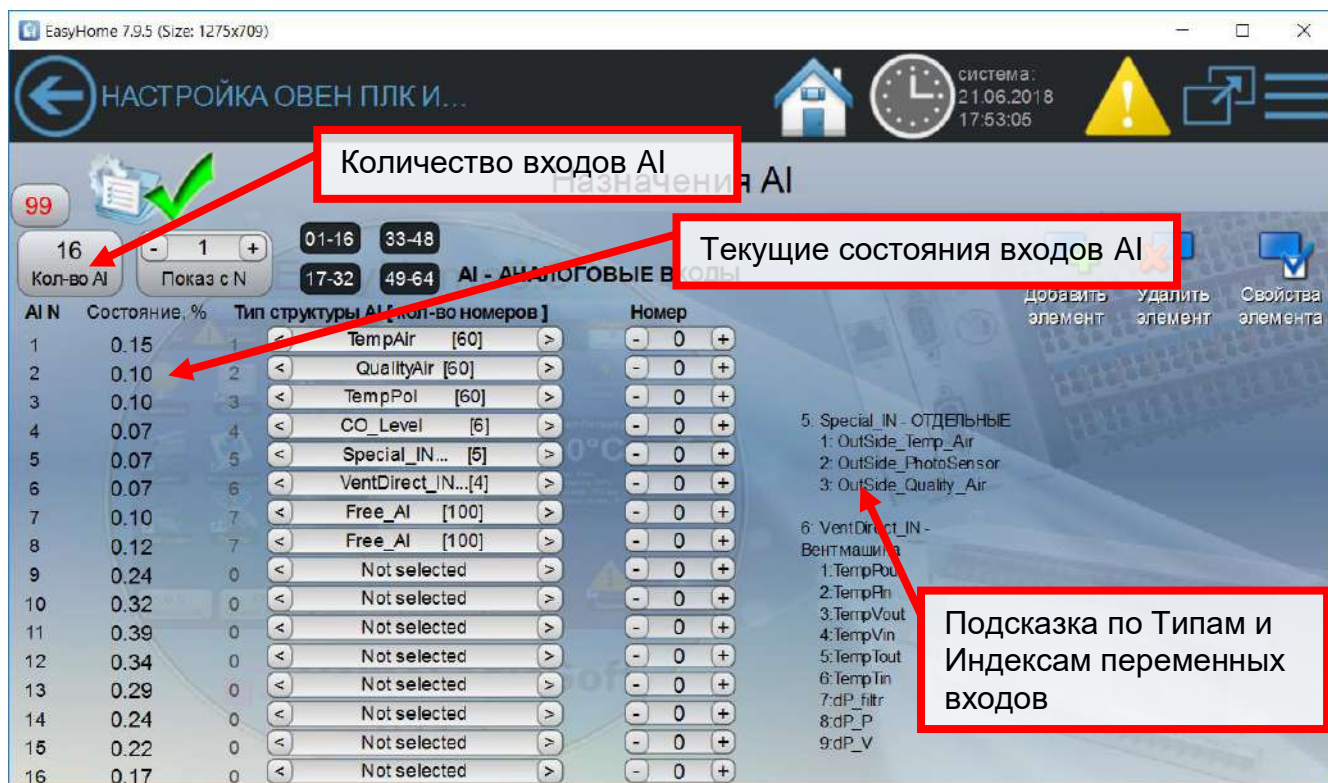 EasyHome 7.9.5 (Size: 1275x709)
НАСТРОЙКА ОВЕН ПЛК И...
система:
21.06.2018
17:53:05
Количество входов AI
Назначения AI
99
16
Кол-во AI
- 1 +
Показ с N
01-16 33-48
17-32 49-64
AI - АНАЛОГОВЫЕ ВХОДЫ
Текущие состояния входов AI
Добавить элемент
Удалить элемент
Свойства элемента
AI N Состояние, % Тип структуры AI [ кол-во номеров ] Номер
1 0.15 1 < TempAir [60] > - 0 +
2 0.10 2 < QualityAir [60] > - 0 +
3 0.10 3 < TempPol [60] > - 0 +
4 0.07 4 < CO_Level [6] > - 0 +
5 0.07 5 < Special_IN... [5] > - 0 +
6 0.07 6 < VentDirect_IN...[4] > - 0 +
7 0.10 7 < Free_AI [100] > - 0 +
8 0.12 7 < Free_AI [100] > - 0 +
9 0.24 0 < Not selected > - 0 +
10 0.32 0 < Not selected > - 0 +
11 0.39 0 < Not selected > - 0 +
12 0.34 0 < Not selected > - 0 +
13 0.29 0 < Not selected > - 0 +
14 0.24 0 < Not selected > - 0 +
15 0.22 0 < Not selected > - 0 +
16 0.17 0 < Not selected > - 0 +
5: Special_IN - ОТДЕЛЬНЫЕ
1: OutSide_Temp_Air
2: OutSide_PhotoSensor
3: OutSide_Quality_Air
6: VentDirect_IN -
Вентмашина
1:TempPout
2:TempPin
3:TempVout
4:TempVin
5:TempTout
6:TempTin
7:dP_filtr
8:dP_P
9:dP_V
Подсказка по Типам и
Индексам переменных
входов